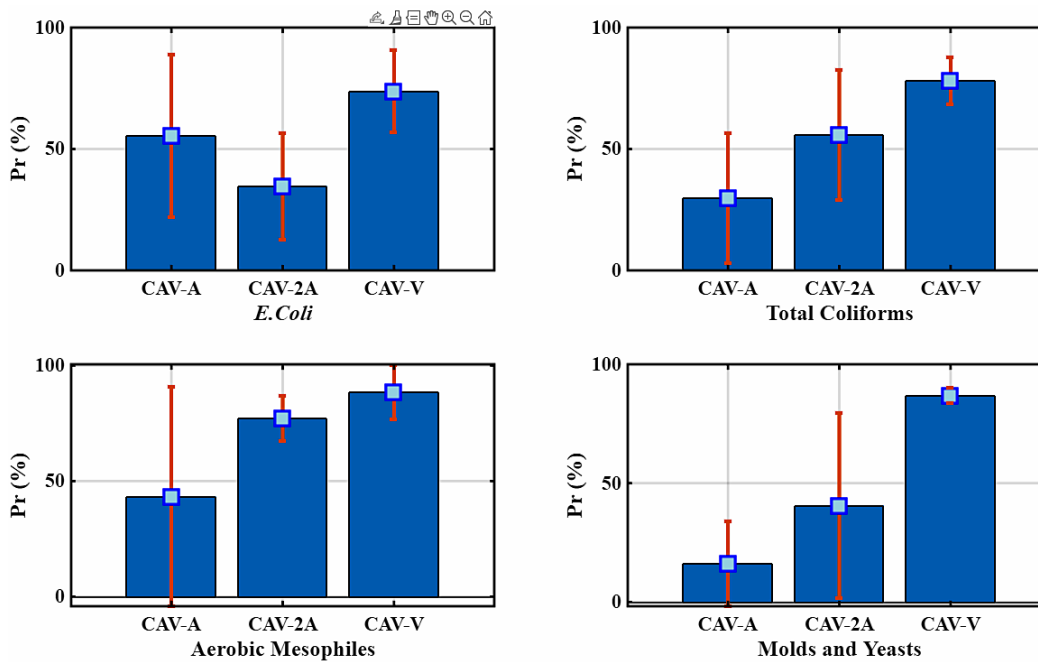 100
Pr (%)
50
0
CAV-A CAV-2A CAV-V
E.Coli
100
Pr (%)
50
0
CAV-A CAV-2A CAV-V
Total Coliforms
100
Pr (%)
50
0
CAV-A CAV-2A CAV-V
Aerobic Mesophiles
100
Pr (%)
50
0
CAV-A CAV-2A CAV-V
Molds and Yeasts